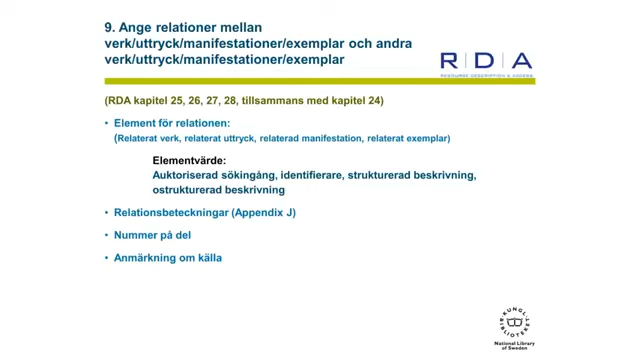 9. Ange relationer mellan
verk/uttryck/manifestationer/exemplar och andra
verk/uttryck/manifestationer/exemplar
R D A
RESOURCE DESCRIPTION & ACCESS
(RDA kapitel 25, 26, 27, 28, tillsammans med kapitel 24)
• Element för relationen:
(Relaterat verk, relaterat uttryck, relaterad manifestation, relaterat exemplar)
Elementvärde:
Auktoriserad sökingång, identifierare, strukturerad beskrivning,
ostrukturerad beskrivning
• Relationsbeteckningar (Appendix J)
• Nummer på del
• Anmärkning om källa
KUNGL. BIBLIOTEKET
National Library
of Sweden